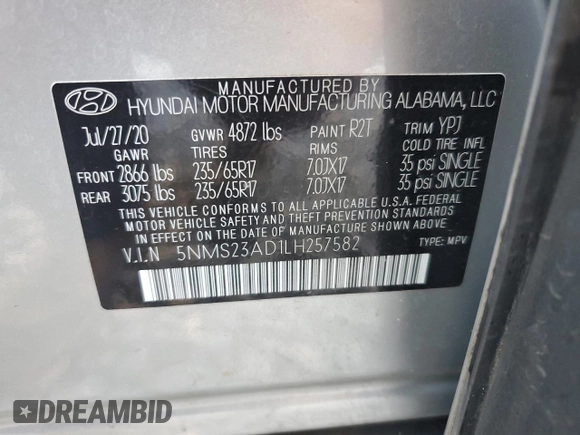 MANUFACTURED BY
HYUNDAI MOTOR MANUFACTURING ALABAMA, LLC
Jul/27/20 GVWR 4872 lbs PAINT R2T TRIM YPJ
GAWR TIRES RIMS COLD TIRE INFL
FRONT 2866 lbs 235/65R17 7.0JX17 35 psi SINGLE
REAR 3075 lbs 235/65R17 7.0JX17 35 psi SINGLE
THIS VEHICLE CONFORMS TO ALL APPLICABLE U.S.A. FEDERAL
MOTOR VEHICLE SAFETY AND THEFT
PREVENTION STANDARDS IN EFFECT
ON THE DATE OF MANUFACTURE SHOWN ABOVE.
V.I.N 5NMS23AD1LH257582 TYPE: MPV
DREAMBID